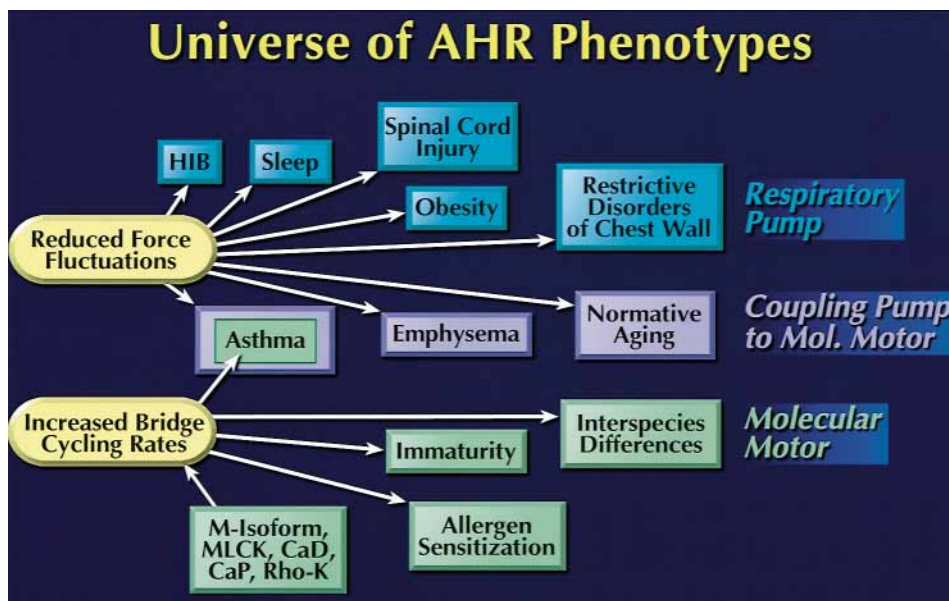 Universe of AHR Phenotypes
HIB
Sleep
Spinal Cord
Injury
Obesity
Restrictive
Disorders
of Chest Wall
Respiratory
Pump
Reduced Force
Fluctuations
Asthma
Emphysema
Normative
Aging
Coupling Pump
to Mol. Motor
Increased Bridge
Cycling Rates
Immaturity
Interspecies
Differences
Molecular
Motor
M-Isoform,
MLCK, CaD,
CaP, Rho-K
Allergen
Sensitization